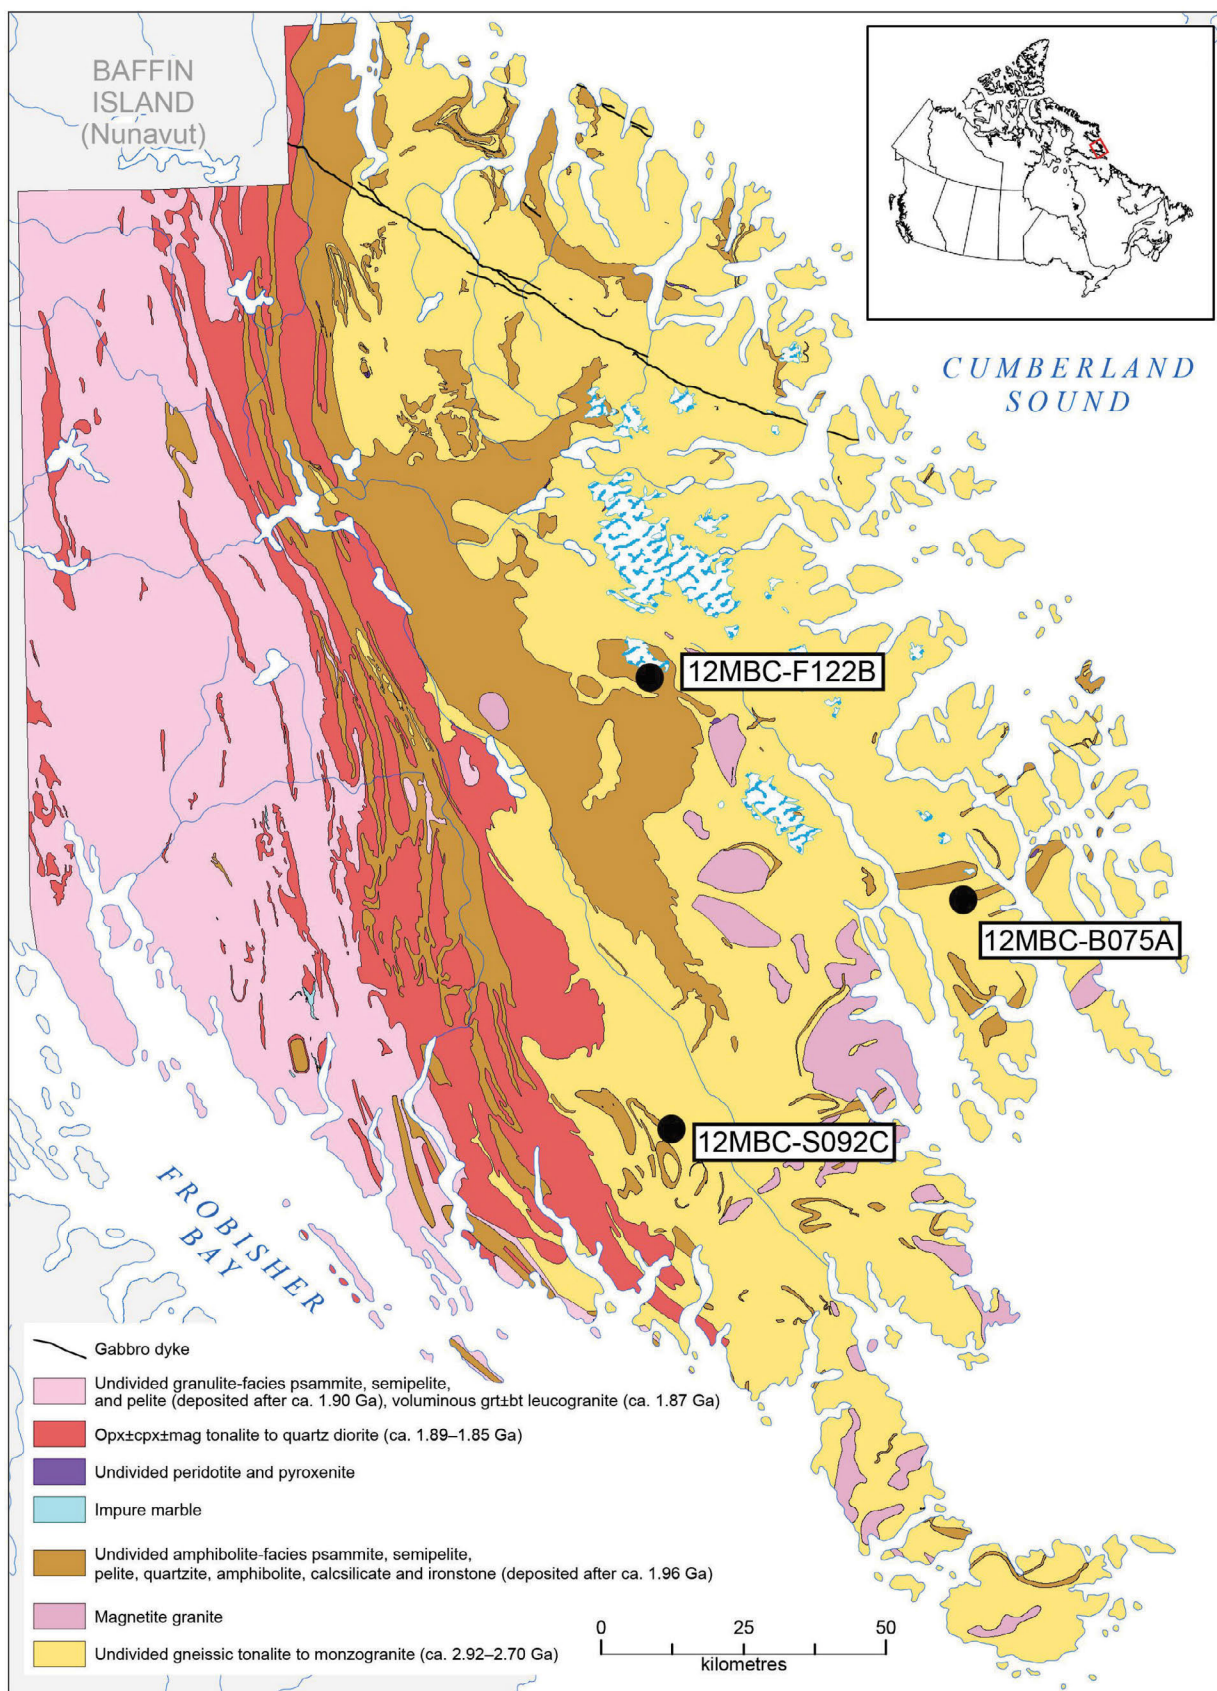 BAFFIN
ISLAND
(Nunavut)
CUMBERLAND
SOUND
12MBC-F122B
12MBC-B075A
12MBC-S092C
FROBISHER
BAY
Gabbro dyke
Undivided granulite-facies psammite, semipelite,
and pelite (deposited after ca. 1.90 Ga), voluminous grt±bt leucogranite (ca. 1.87 Ga)
Opx±cpx±mag tonalite to quartz diorite (ca. 1.89–1.85 Ga)
Undivided peridotite and pyroxenite
Impure marble
Undivided amphibolite-facies psammite, semipelite,
pelite, quartzite, amphibolite, calcsilicate and ironstone (deposited after ca. 1.96 Ga)
Magnetite granite
Undivided gneissic tonalite to monzogranite (ca. 2.92–2.70 Ga)
0 25 50
kilometres